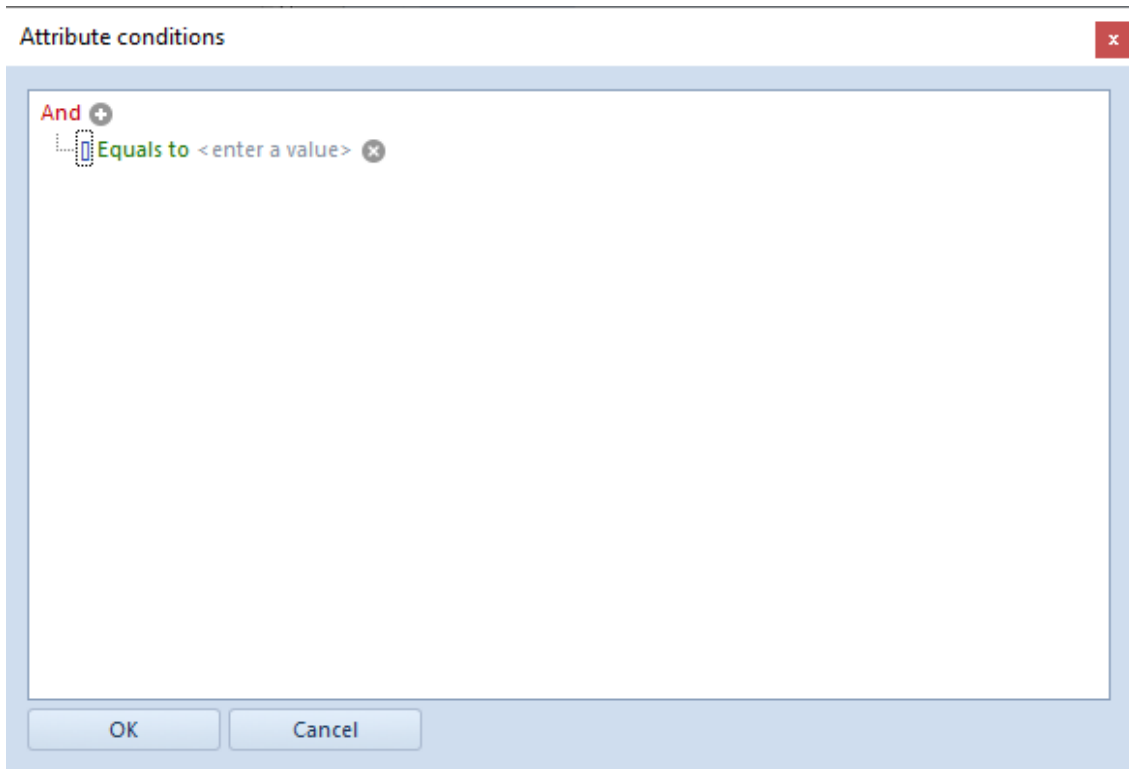 Attribute conditions
x
And
[] Equals to <enter a value>
OK
Cancel